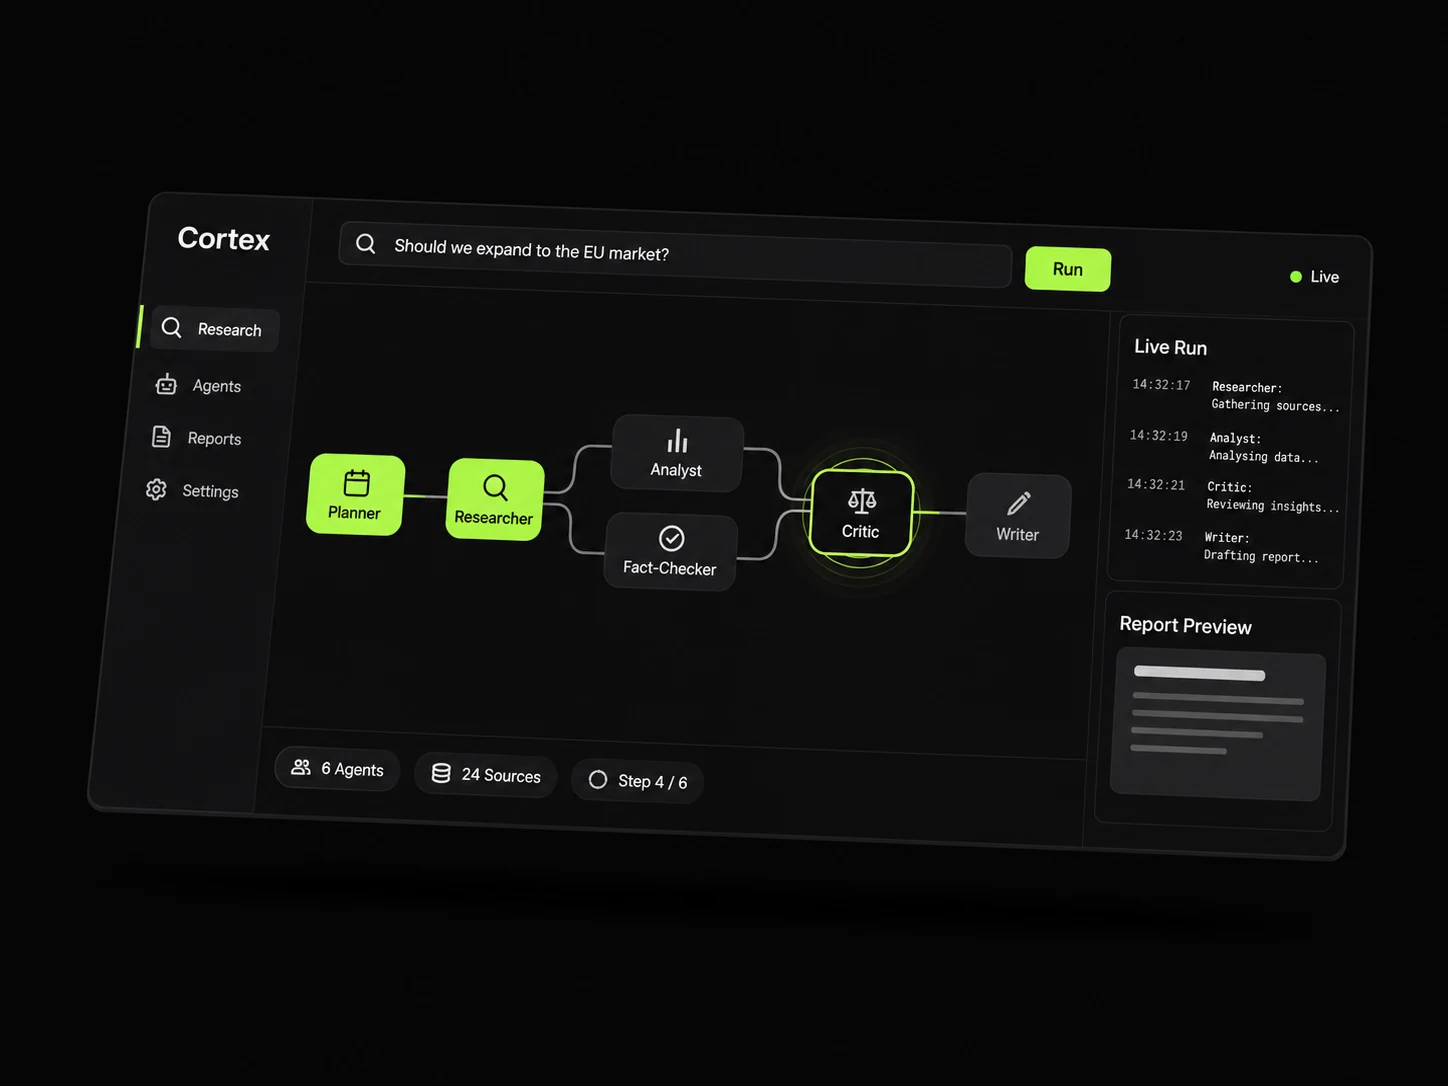 Cortex
Should we expand to the EU market?
Run
Live
Research
Agents
Reports
Settings
Planner
Researcher
Analyst
Fact-Checker
Critic
Writer
Live Run
14:32:17 Researcher:
Gathering sources...
14:32:19 Analyst:
Analysing data...
14:32:21 Critic:
Reviewing insights...
14:32:23 Writer:
Drafting report...
Report Preview
6 Agents
24 Sources
Step 4 / 6